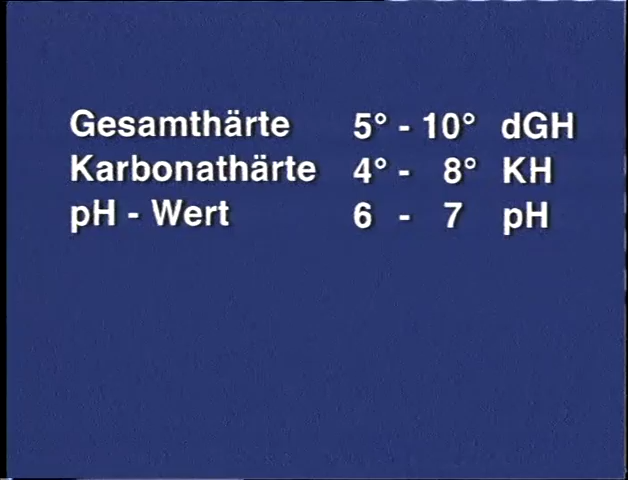 Gesamthärte 5° - 10° dGH
Karbonathärte 4° - 8° KH
pH - Wert 6 - 7 pH